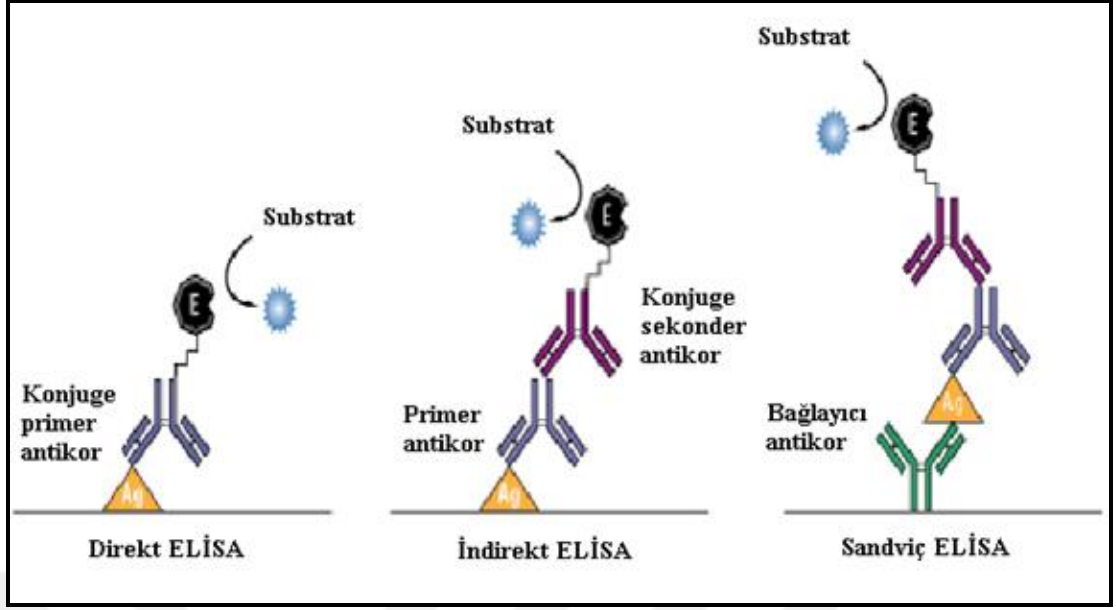 Substrat
E
Konjuge
primer
antikor
Ag
Direkt ELİSA
Substrat
E
Konjuge
sekonder
antikor
Primer
antikor
Ag
İndirekt ELİSA
Substrat
E
Ag
Bağlayıcı
antikor
Sandviç ELİSA